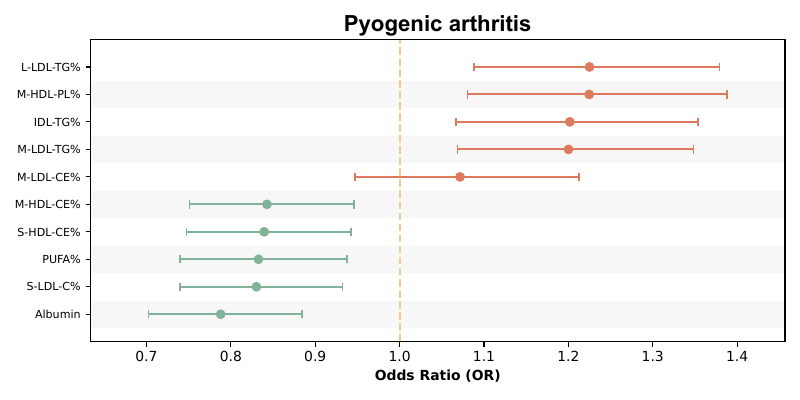 Pyogenic arthritis
L-LDL-TG%
M-HDL-PL%
IDL-TG%
M-LDL-TG%
M-LDL-CE%
M-HDL-CE%
S-HDL-CE%
PUFA%
S-LDL-C%
Albumin
0.7 0.8 0.9 1.0 1.1 1.2 1.3 1.4
Odds Ratio (OR)